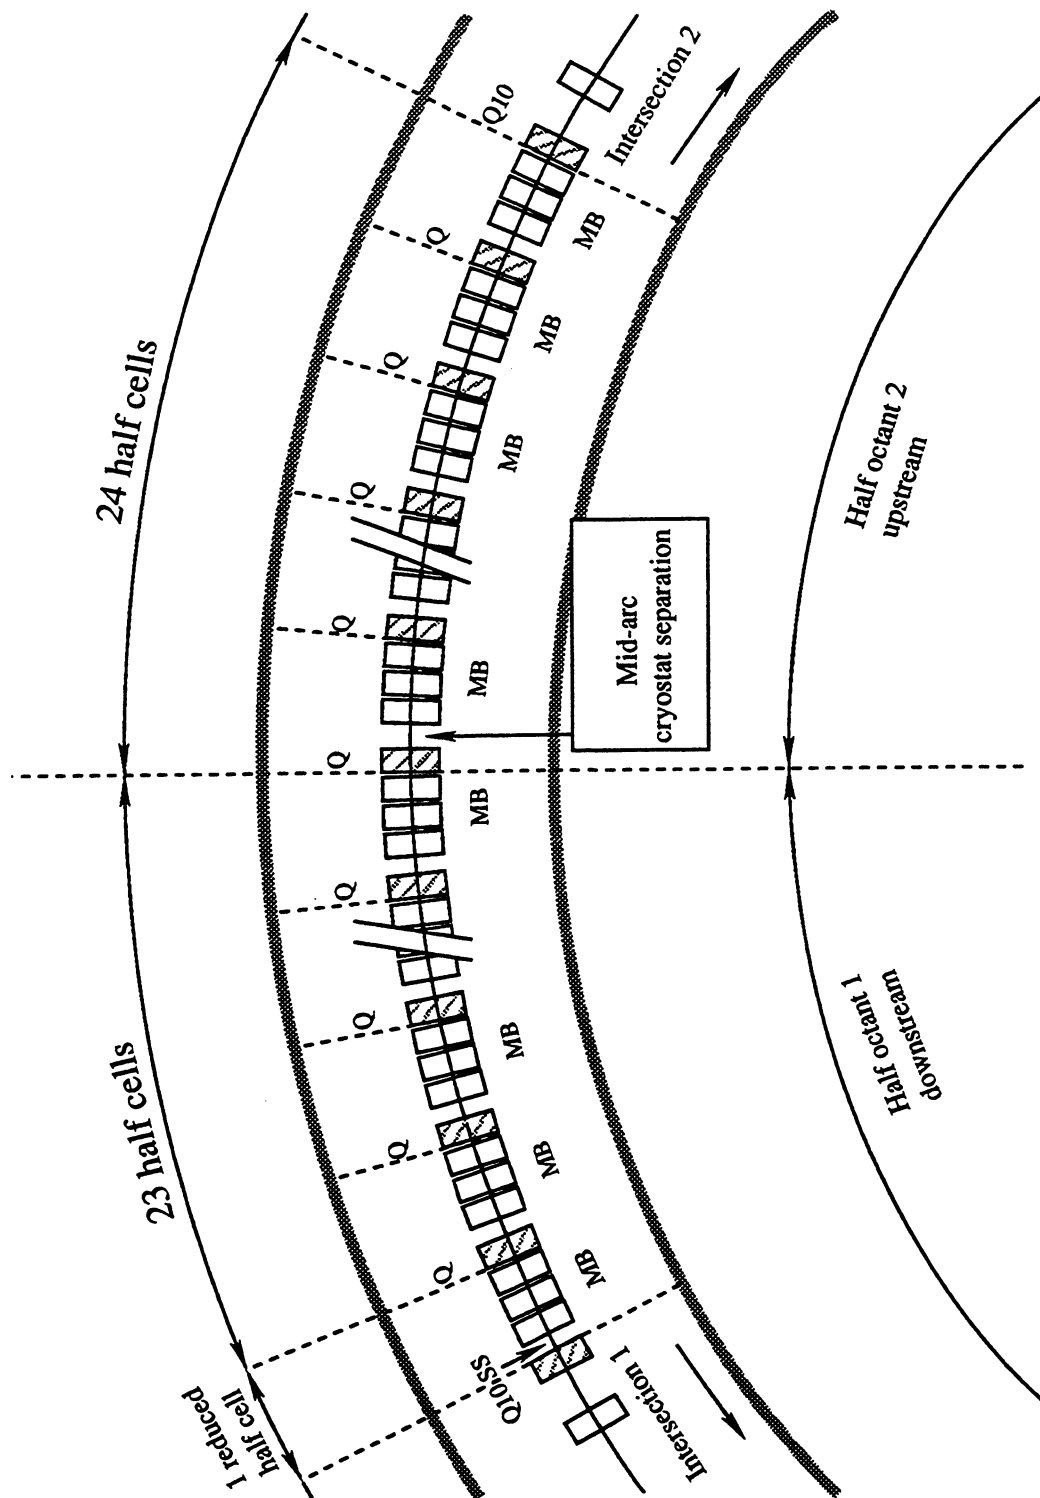 24 half cells
23 half cells
1 reduced
half cell
Q10
Q
Q
Q
Q
Q
Q
Q
Q
Q
Q10,SS
Intersection 2
MB
MB
MB
MB
MB
MB
MB
MB
Intersection 1
Mid-arc
cryostat separation
Half octant 2
upstream
Half octant 1
downstream